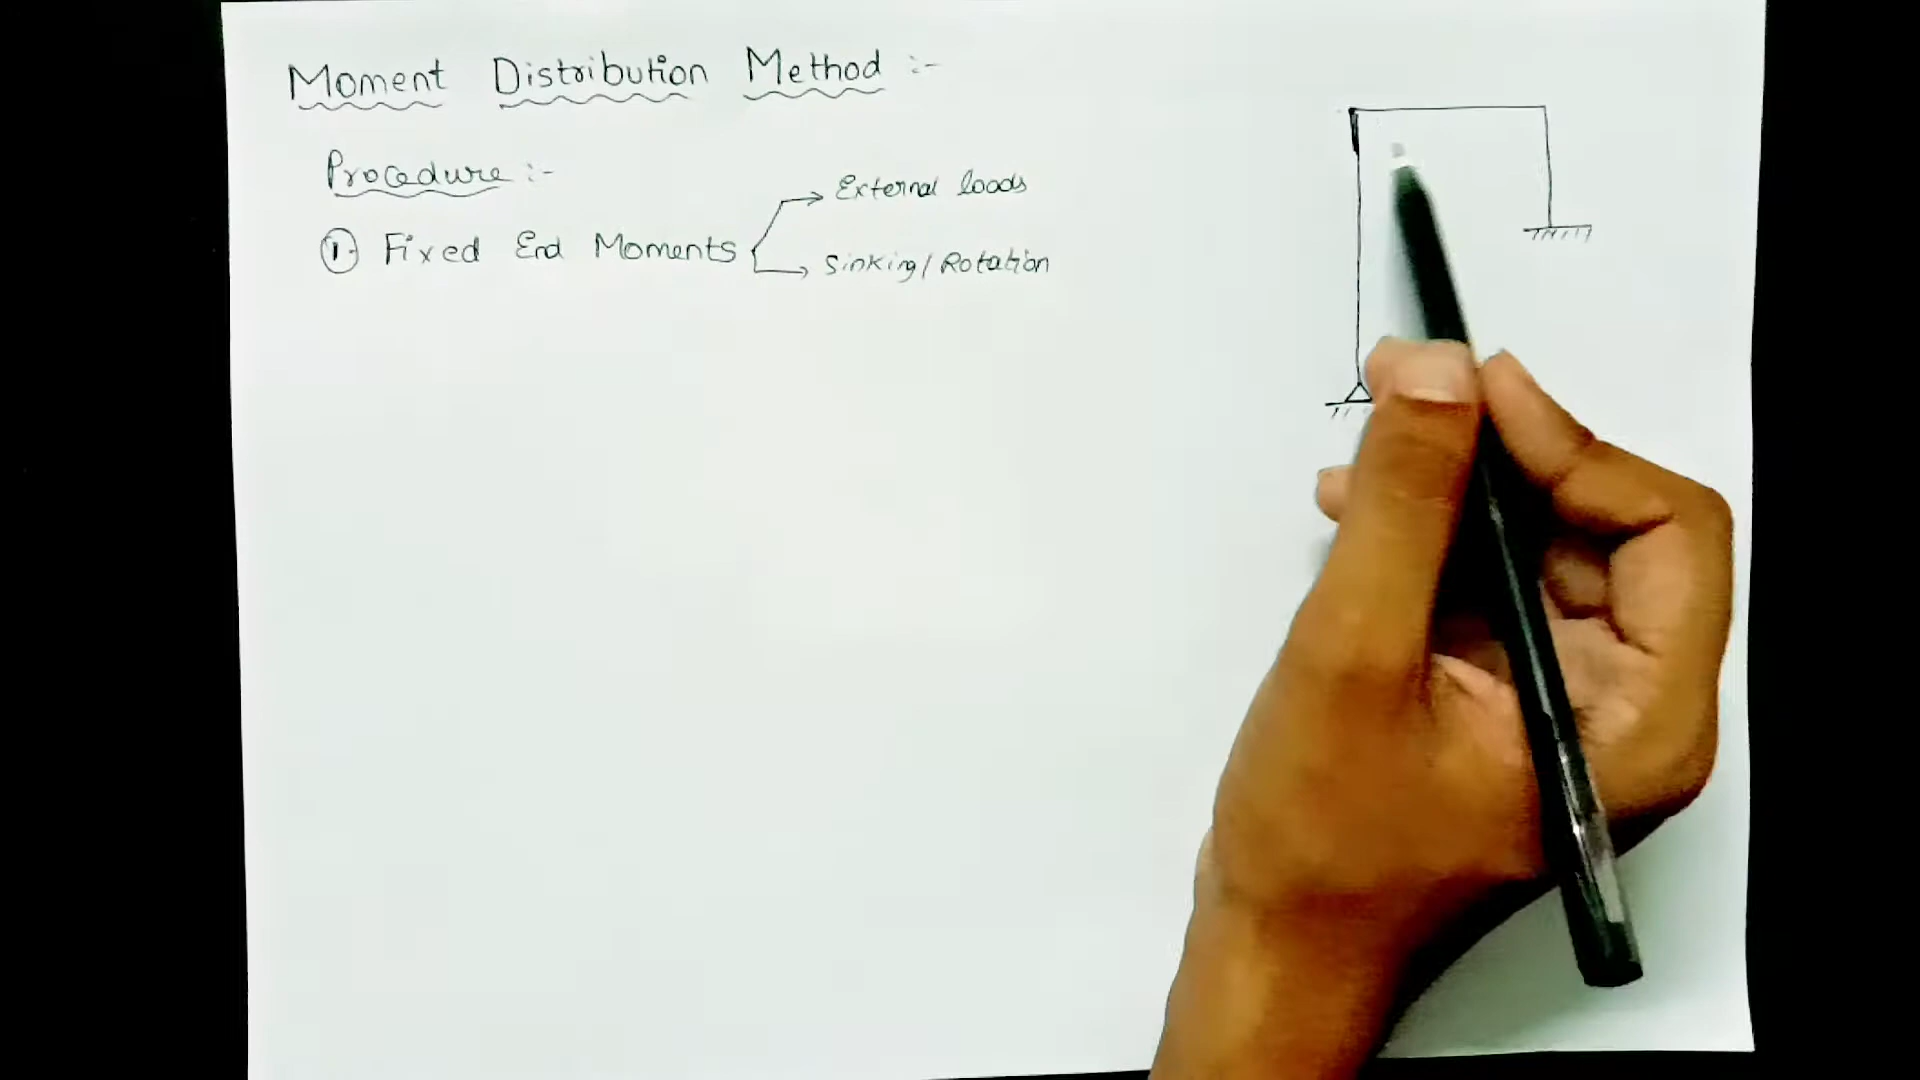 Moment Distribution Method :-
Procedure :-
① Fixed End Moments
External loads
Sinking/Rotation